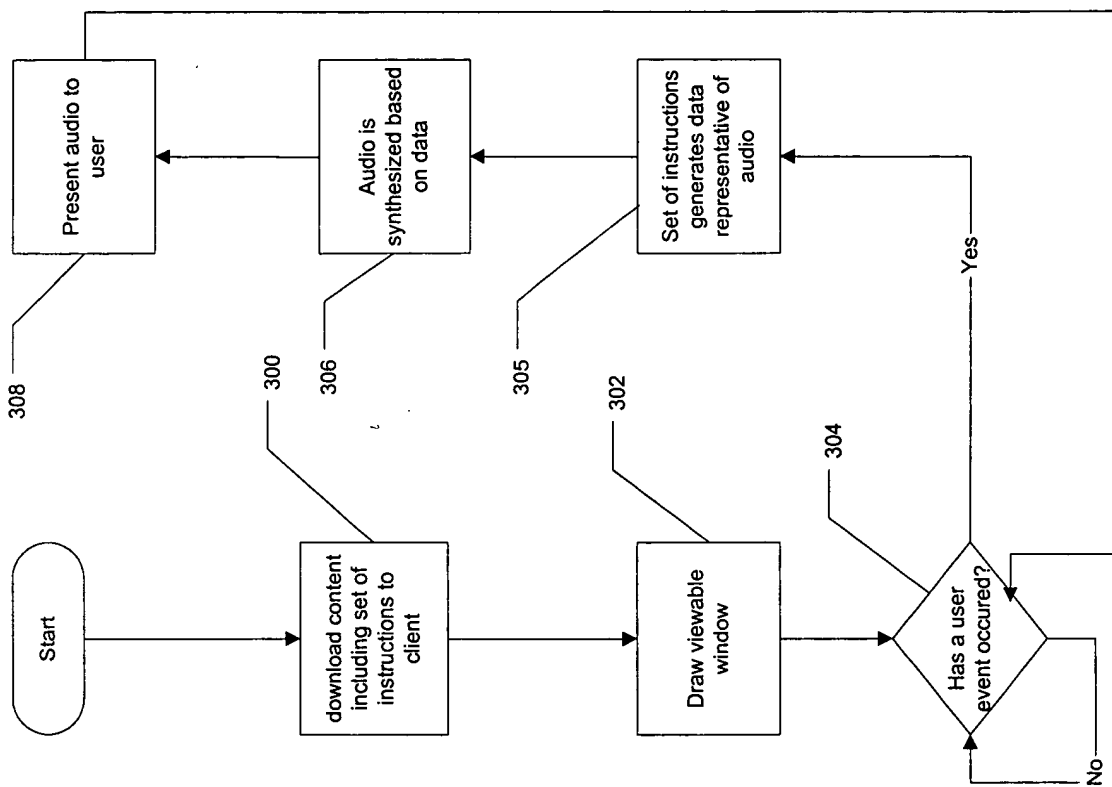 Start
300
download content
including set of
instructions to
client
302
Draw viewable
window
304
Has a user
event occured?
No
Yes
305
Set of instructions
generates data
representative of
audio
306
Audio is
synthesized based
on data
308
Present audio to
user